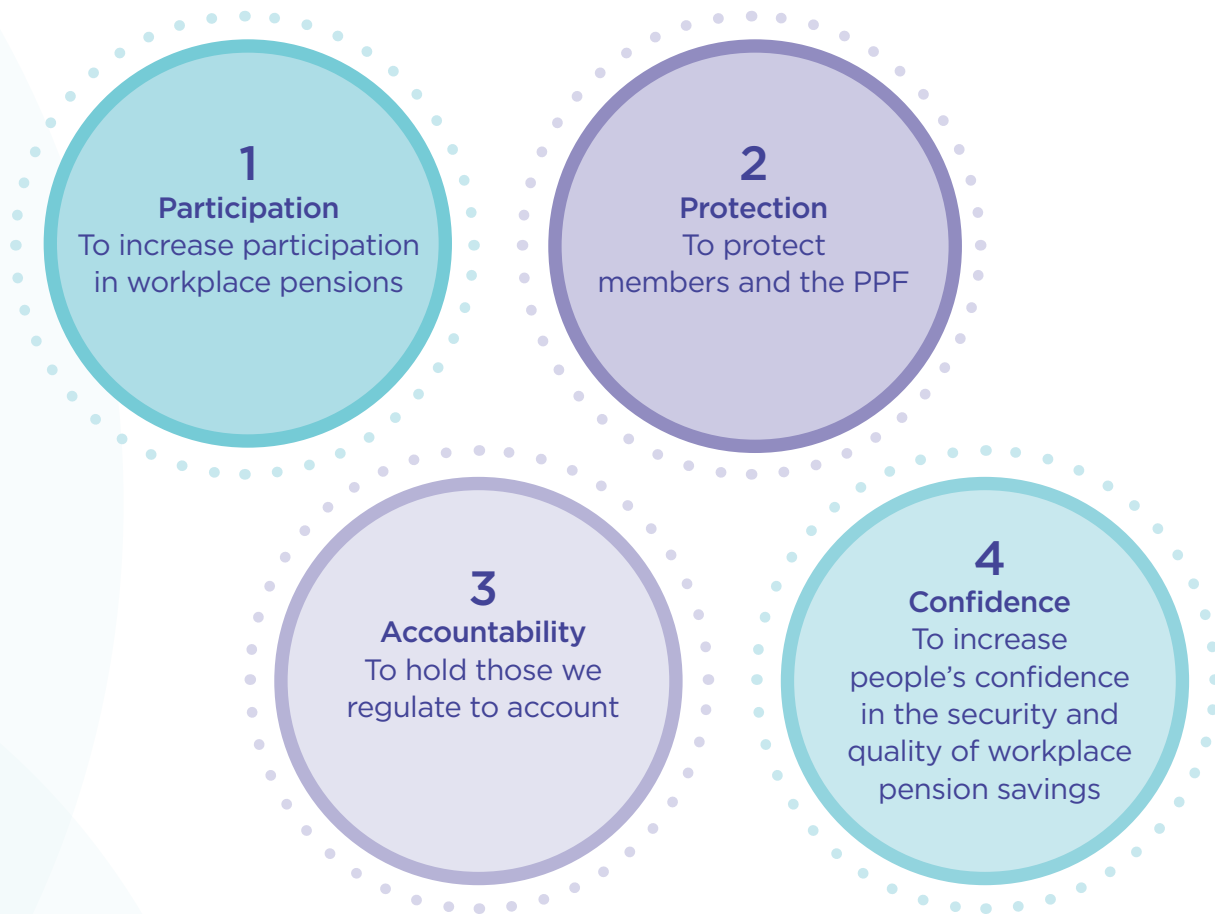 1
Participation
To increase participation
in workplace pensions
2
Protection
To protect
members and the PPF
3
Accountability
To hold those we
regulate to account
4
Confidence
To increase
people’s confidence
in the security and
quality of workplace
pension savings